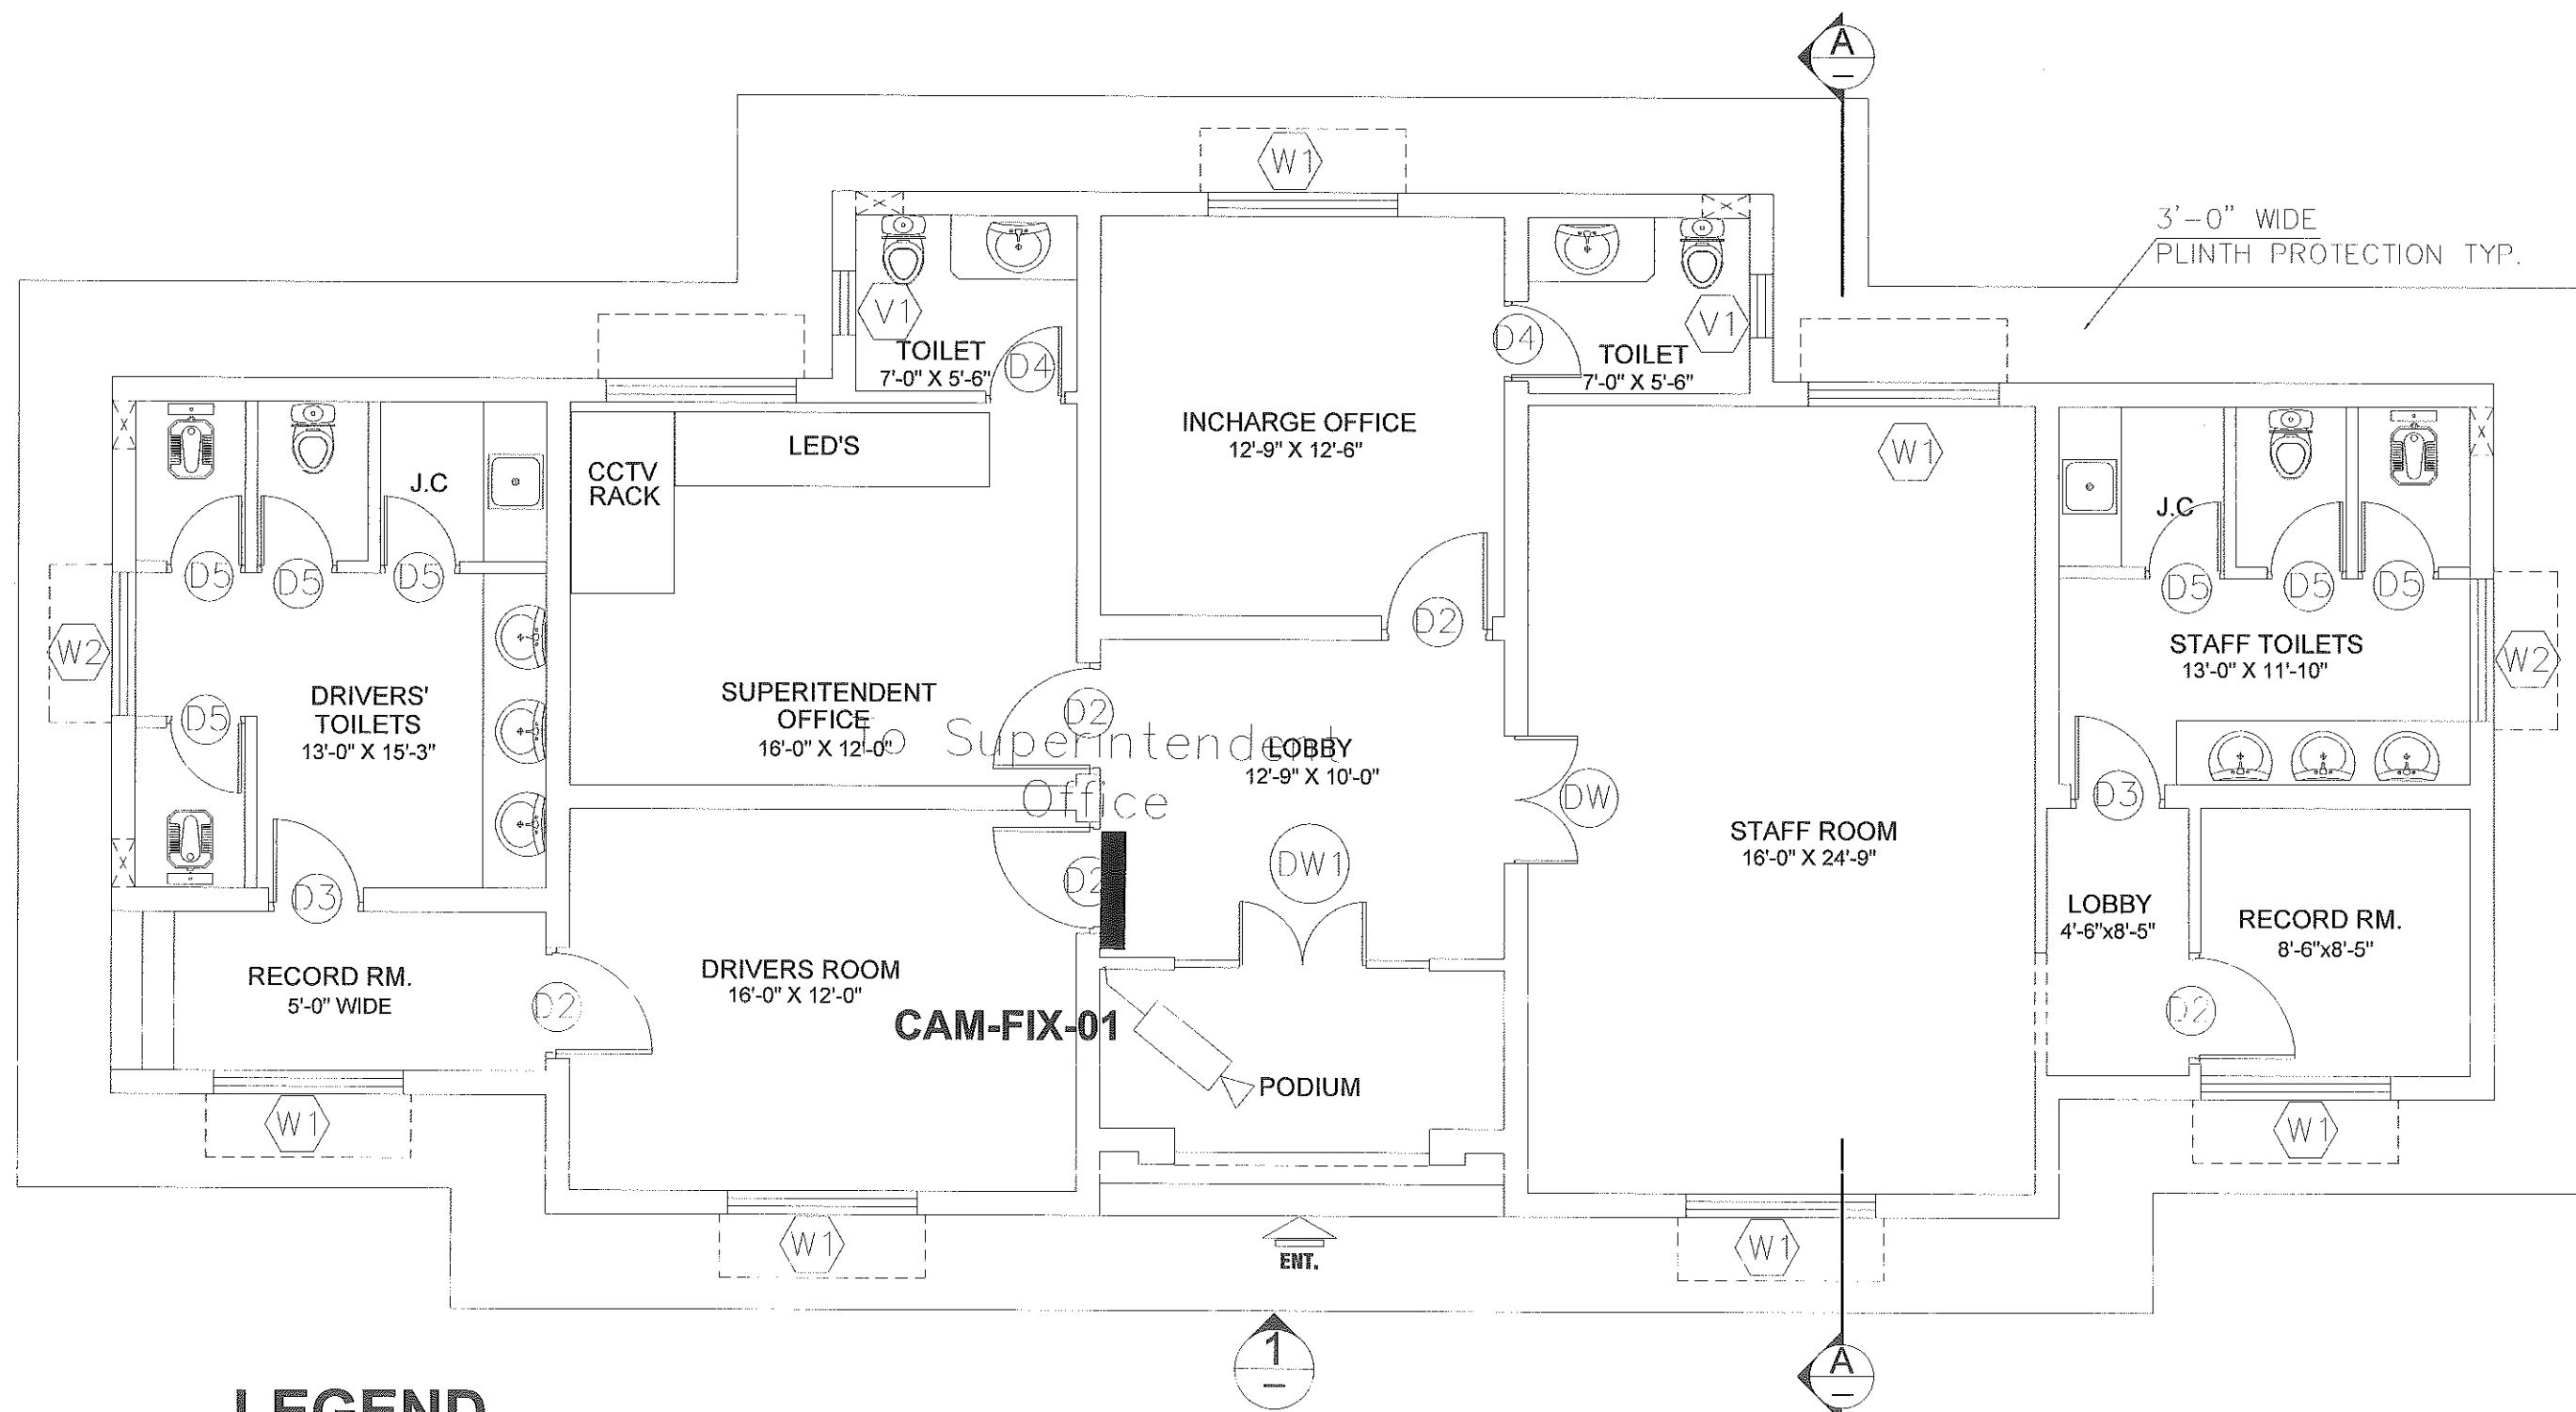 A
W1
3'-0" WIDE
PLINTH PROTECTION TYP.
V1
TOILET
7'-0" X 5'-6"
D4
D4
V1
TOILET
7'-0" X 5'-6"
INCHARGE OFFICE
12'-9" X 12'-6"
LED'S
CCTV
RACK
J.C
W1
J.C
D5
D5
D5
D5
D5
D5
D2
W2
DRIVERS'
TOILETS
13'-0" X 15'-3"
D5
SUPERITENDENT
OFFICE
16'-0" X 12'-0"
D2
To Superintendent
Office
LOBBY
12'-9" X 10'-0"
DW
STAFF TOILETS
13'-0" X 11'-10"
W2
D3
STAFF ROOM
16'-0" X 24'-9"
DW1
D2
D3
LOBBY
4'-6"x8'-5"
RECORD RM.
8'-6"x8'-5"
RECORD RM.
5'-0" WIDE
D2
DRIVERS ROOM
16'-0" X 12'-0"
CAM-FIX-01
PODIUM
D2
W1
W1
W1
W1
ENT.
1
A
LEGEND